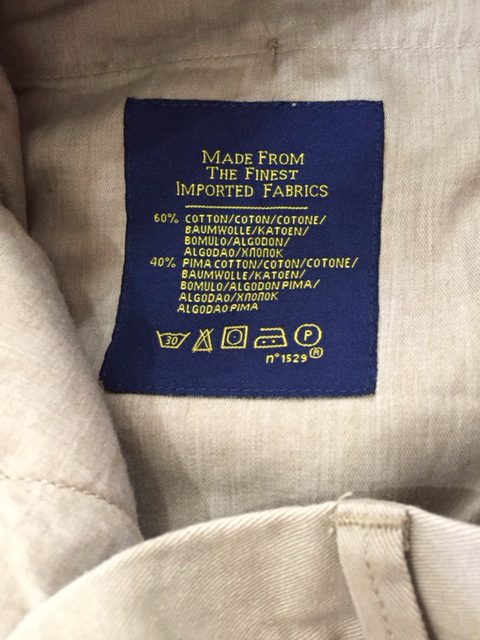 MADE FROM
THE FINEST
IMPORTED FABRICS
60% COTTON/COTON/COTONE/
BAUMWOLLE/KATOEN/
BOMULO/ALGODON/
ALGODAO/ХЛОПОК
40% PIMA COTTON/COTON/COTONE/
BAUMWOLLE/KATOEN/
BOMULO/ALGODON PIMA/
ALGODAO/ХЛОПОК
ALGODAO PIMA
30 P
n°1529 ®